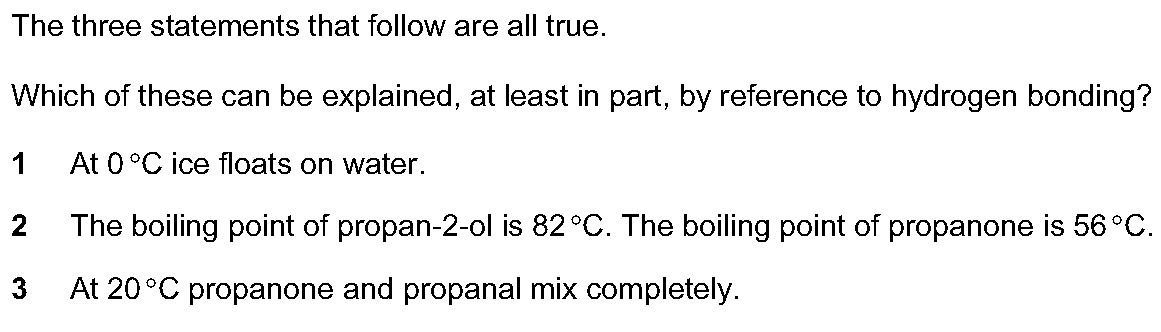 The three statements that follow are all true.
Which of these can be explained, at least in part, by reference to hydrogen bonding?
1 At 0 °C ice floats on water.
2 The boiling point of propan-2-ol is 82 °C. The boiling point of propanone is 56 °C.
3 At 20 °C propanone and propanal mix completely.